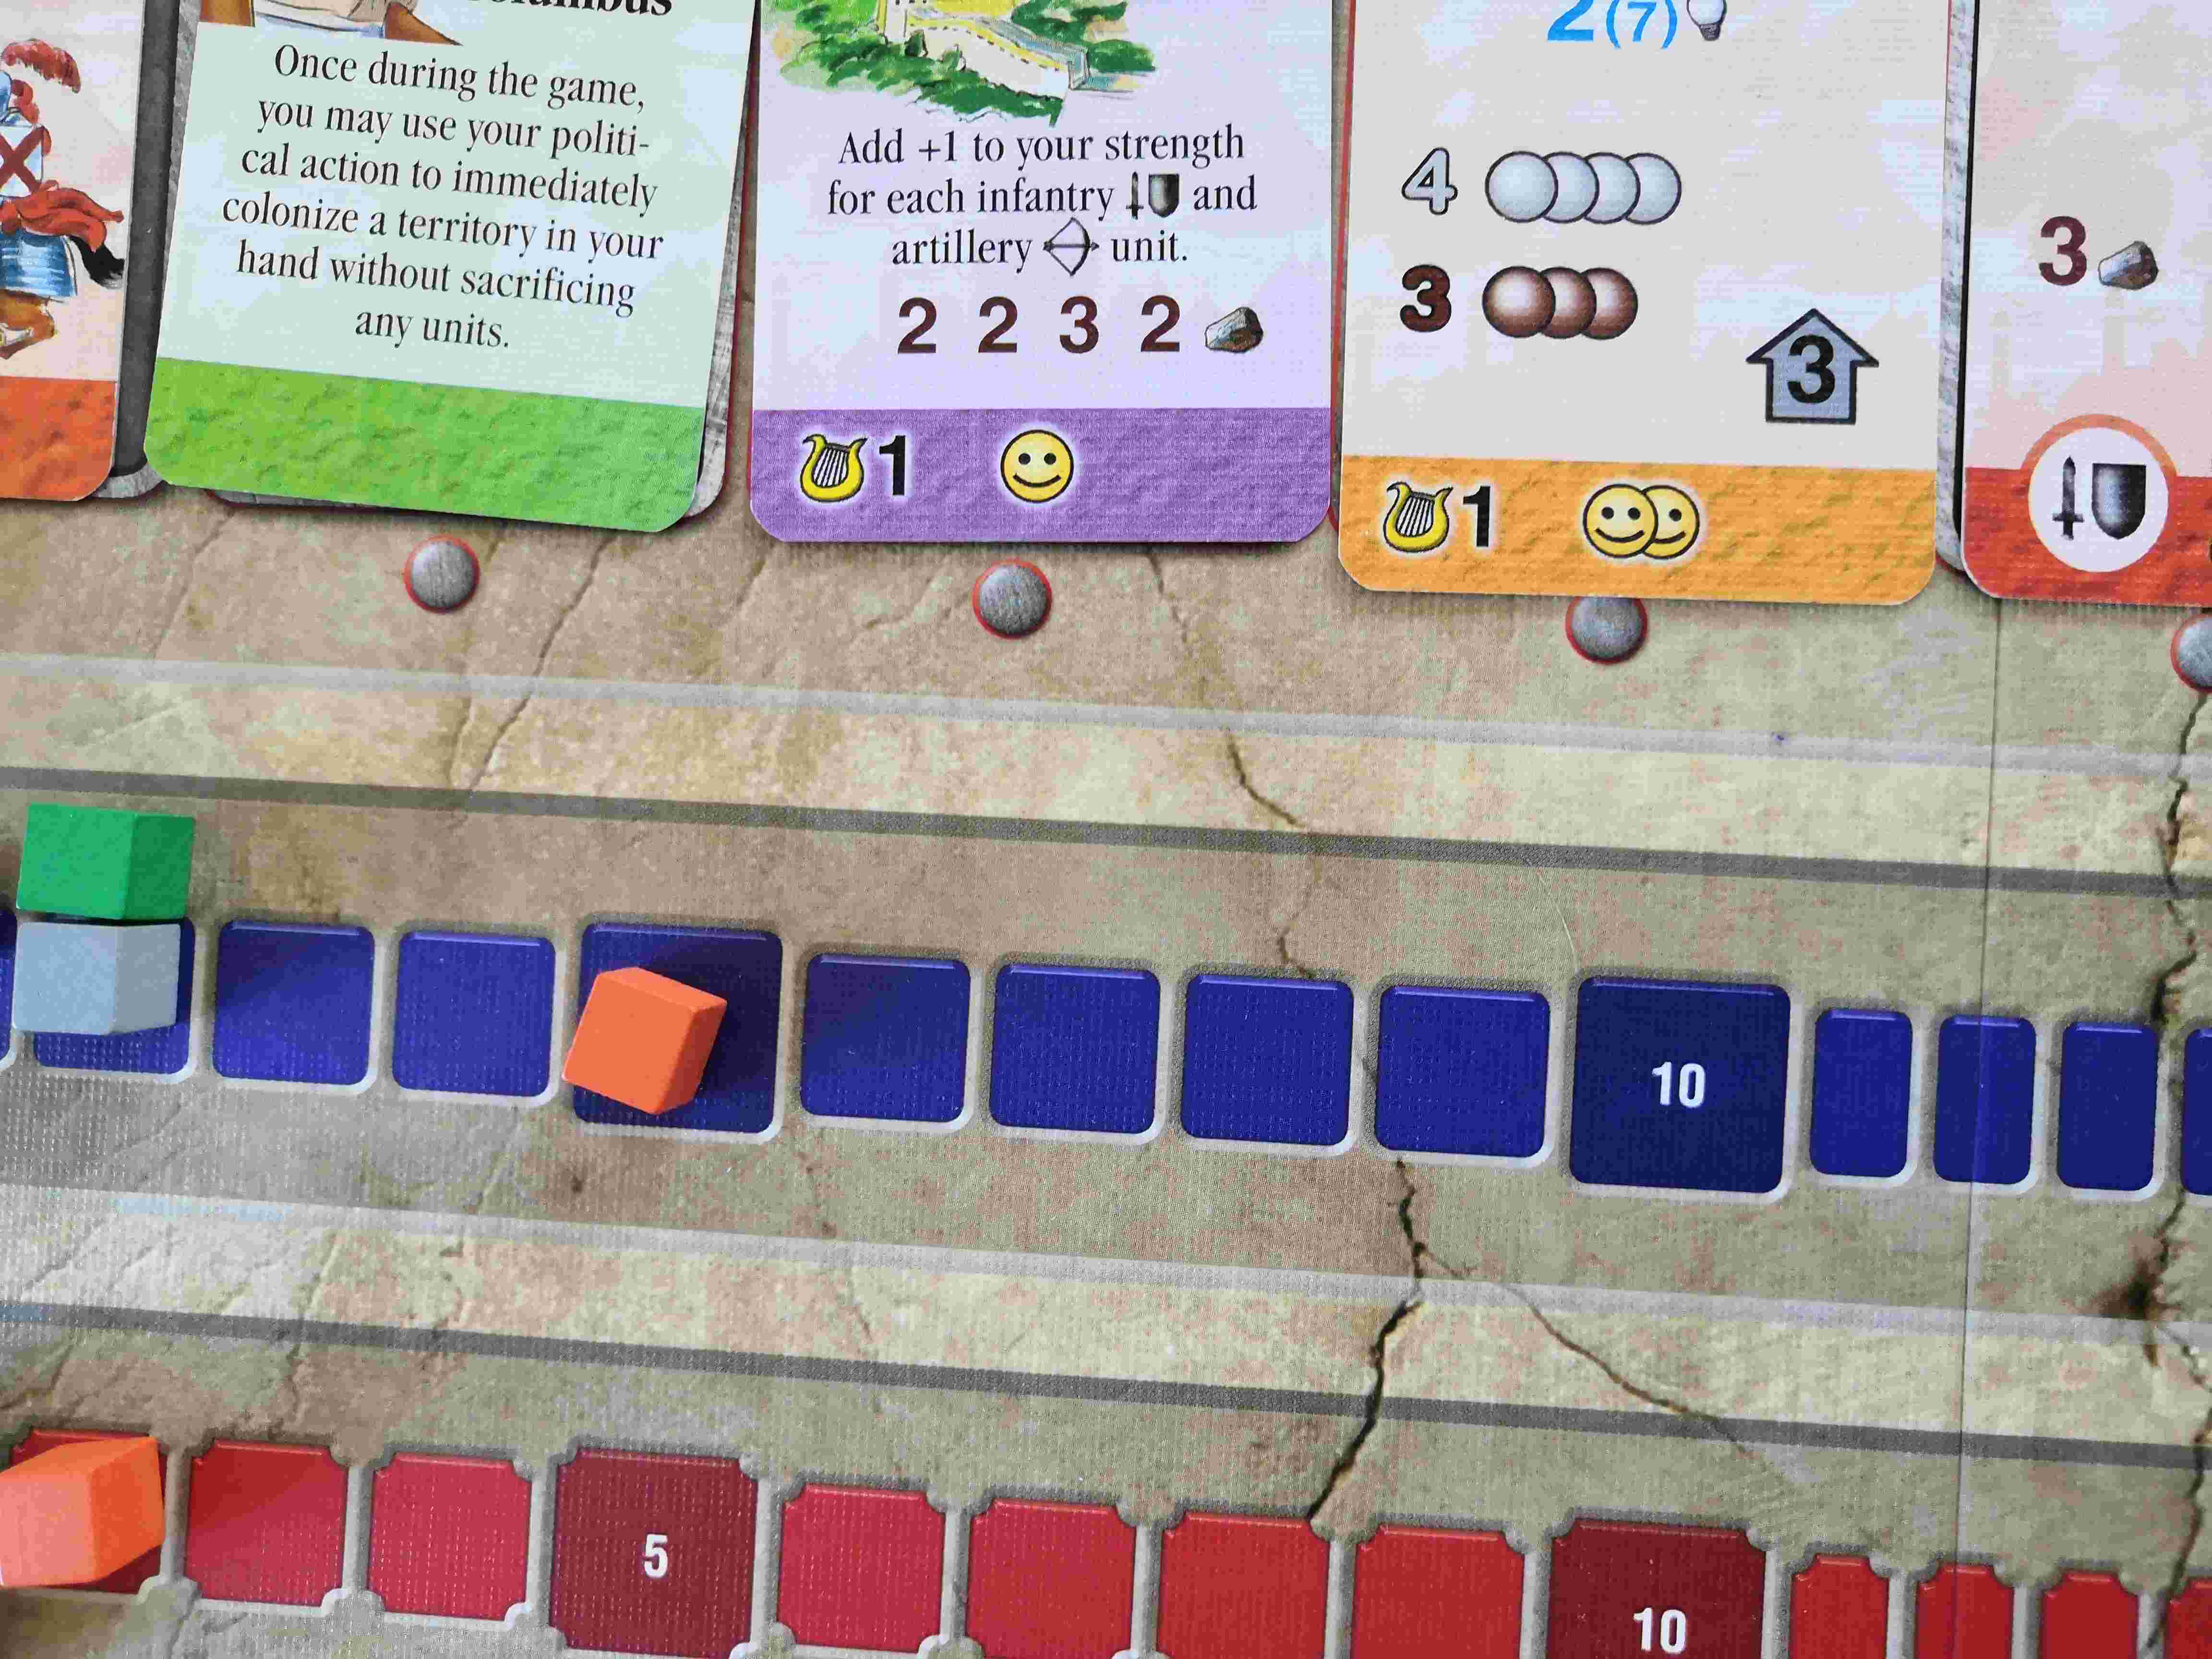 Once during the game,
you may use your politi-
cal action to immediately
colonize a territory in your
hand without sacrificing
any units.
Add +1 to your strength
for each infantry and
artillery unit.
2 2 3 2
1
2(7)
4
3
3
1
3
10
5
10